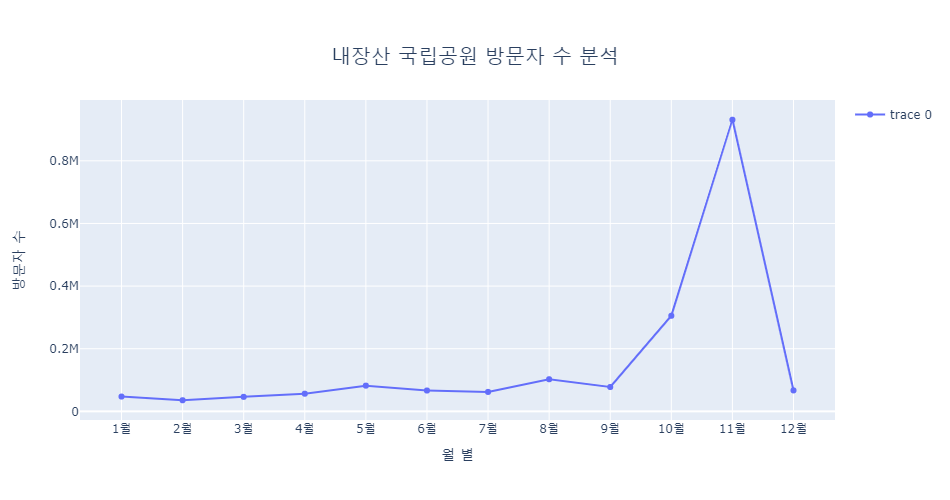 내장산 국립공원 방문자 수 분석
trace 0
방문자 수
0.8M
0.6M
0.4M
0.2M
0
1월 2월 3월 4월 5월 6월 7월 8월 9월 10월 11월 12월
월 별